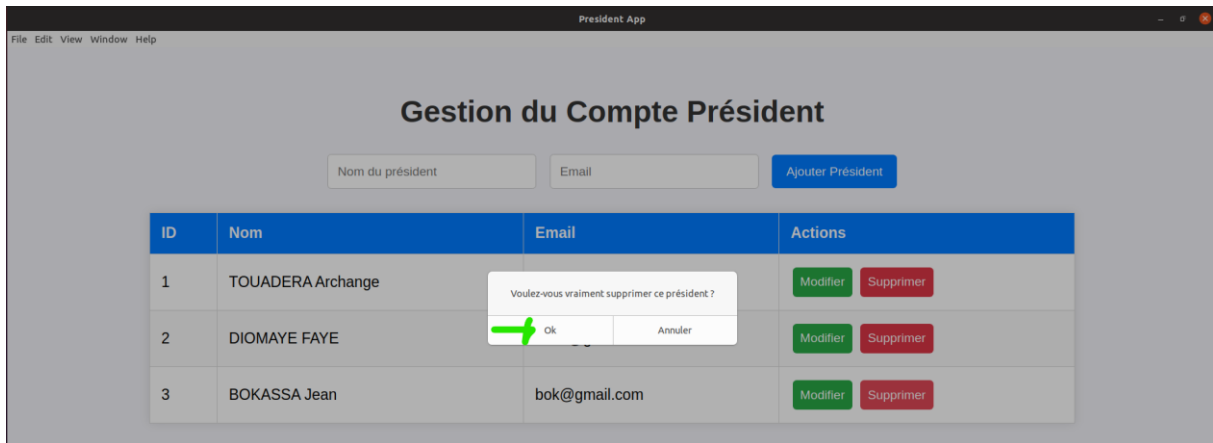 President App
File Edit View Window Help
Gestion du Compte Président
Nom du président Email Ajouter Président
ID Nom Email Actions
1 TOUADERA Archange Modifier Supprimer
Voulez-vous vraiment supprimer ce président ?
Ok Annuler
2 DIOMAYE FAYE Modifier Supprimer
3 BOKASSA Jean bok@gmail.com Modifier Supprimer